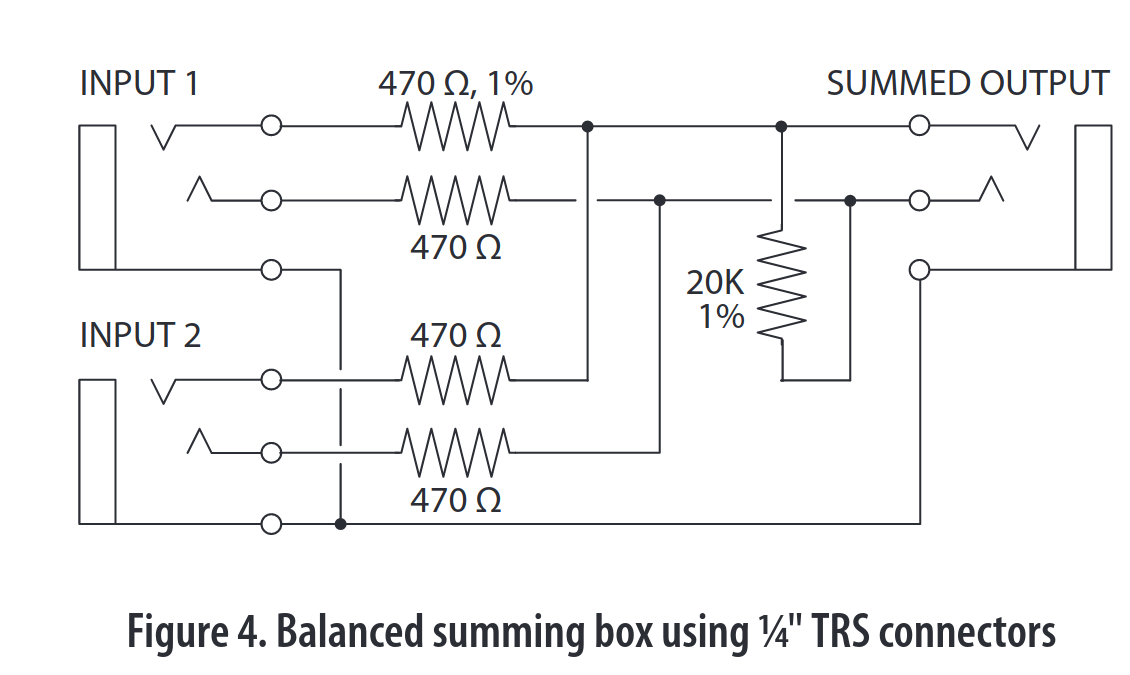 INPUT 1
470 Ω, 1%
SUMMED OUTPUT
470 Ω
20K
1%
INPUT 2
470 Ω
470 Ω
Figure 4. Balanced summing box using ¼" TRS connectors